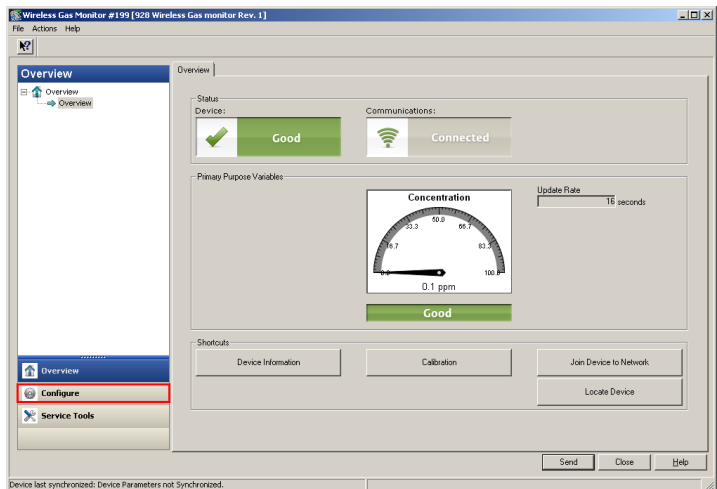 Wireless Gas Monitor #199 [928 Wireless Gas monitor Rev. 1]
File Actions Help
Overview
Overview
Overview
Overview
Status
Device:
Communications:
Good
Connected
Primary Purpose Variables
Concentration
50.0
33.3 66.7
16.7 83.3
0.0 100.0
0.1 ppm
Good
Update Rate
16 seconds
Shortcuts
Device Information
Calibration
Join Device to Network
Locate Device
Overview
Configure
Service Tools
Send Close Help
Device last synchronized: Device Parameters not Synchronized.